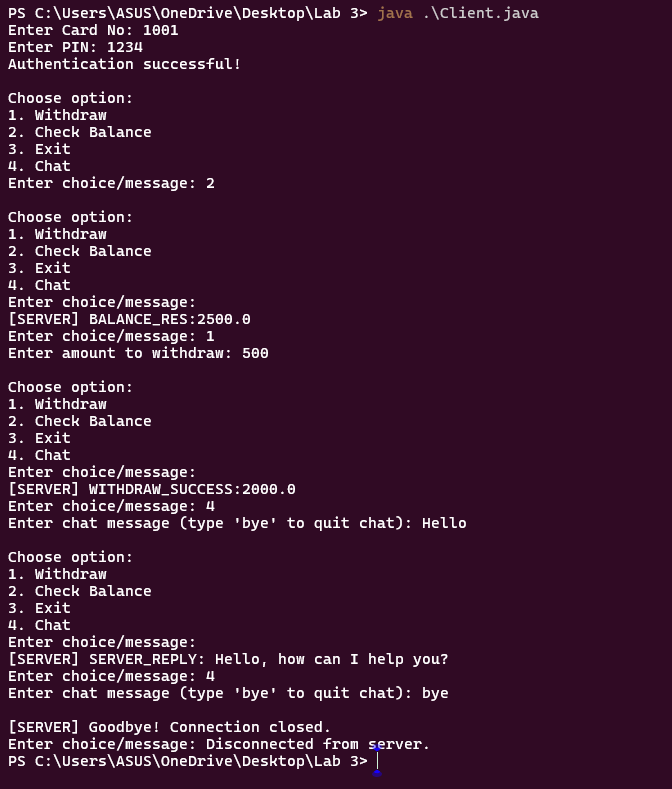 PS C:\Users\ASUS\OneDrive\Desktop\Lab 3> java .\Client.java
Enter Card No: 1001
Enter PIN: 1234
Authentication successful!

Choose option:
1. Withdraw
2. Check Balance
3. Exit
4. Chat
Enter choice/message: 2

Choose option:
1. Withdraw
2. Check Balance
3. Exit
4. Chat
Enter choice/message:
[SERVER] BALANCE_RES:2500.0
Enter choice/message: 1
Enter amount to withdraw: 500

Choose option:
1. Withdraw
2. Check Balance
3. Exit
4. Chat
Enter choice/message:
[SERVER] WITHDRAW_SUCCESS:2000.0
Enter choice/message: 4
Enter chat message (type 'bye' to quit chat): Hello

Choose option:
1. Withdraw
2. Check Balance
3. Exit
4. Chat
Enter choice/message:
[SERVER] SERVER_REPLY: Hello, how can I help you?
Enter choice/message: 4
Enter chat message (type 'bye' to quit chat): bye

[SERVER] Goodbye! Connection closed.
Enter choice/message: Disconnected from server.
PS C:\Users\ASUS\OneDrive\Desktop\Lab 3>